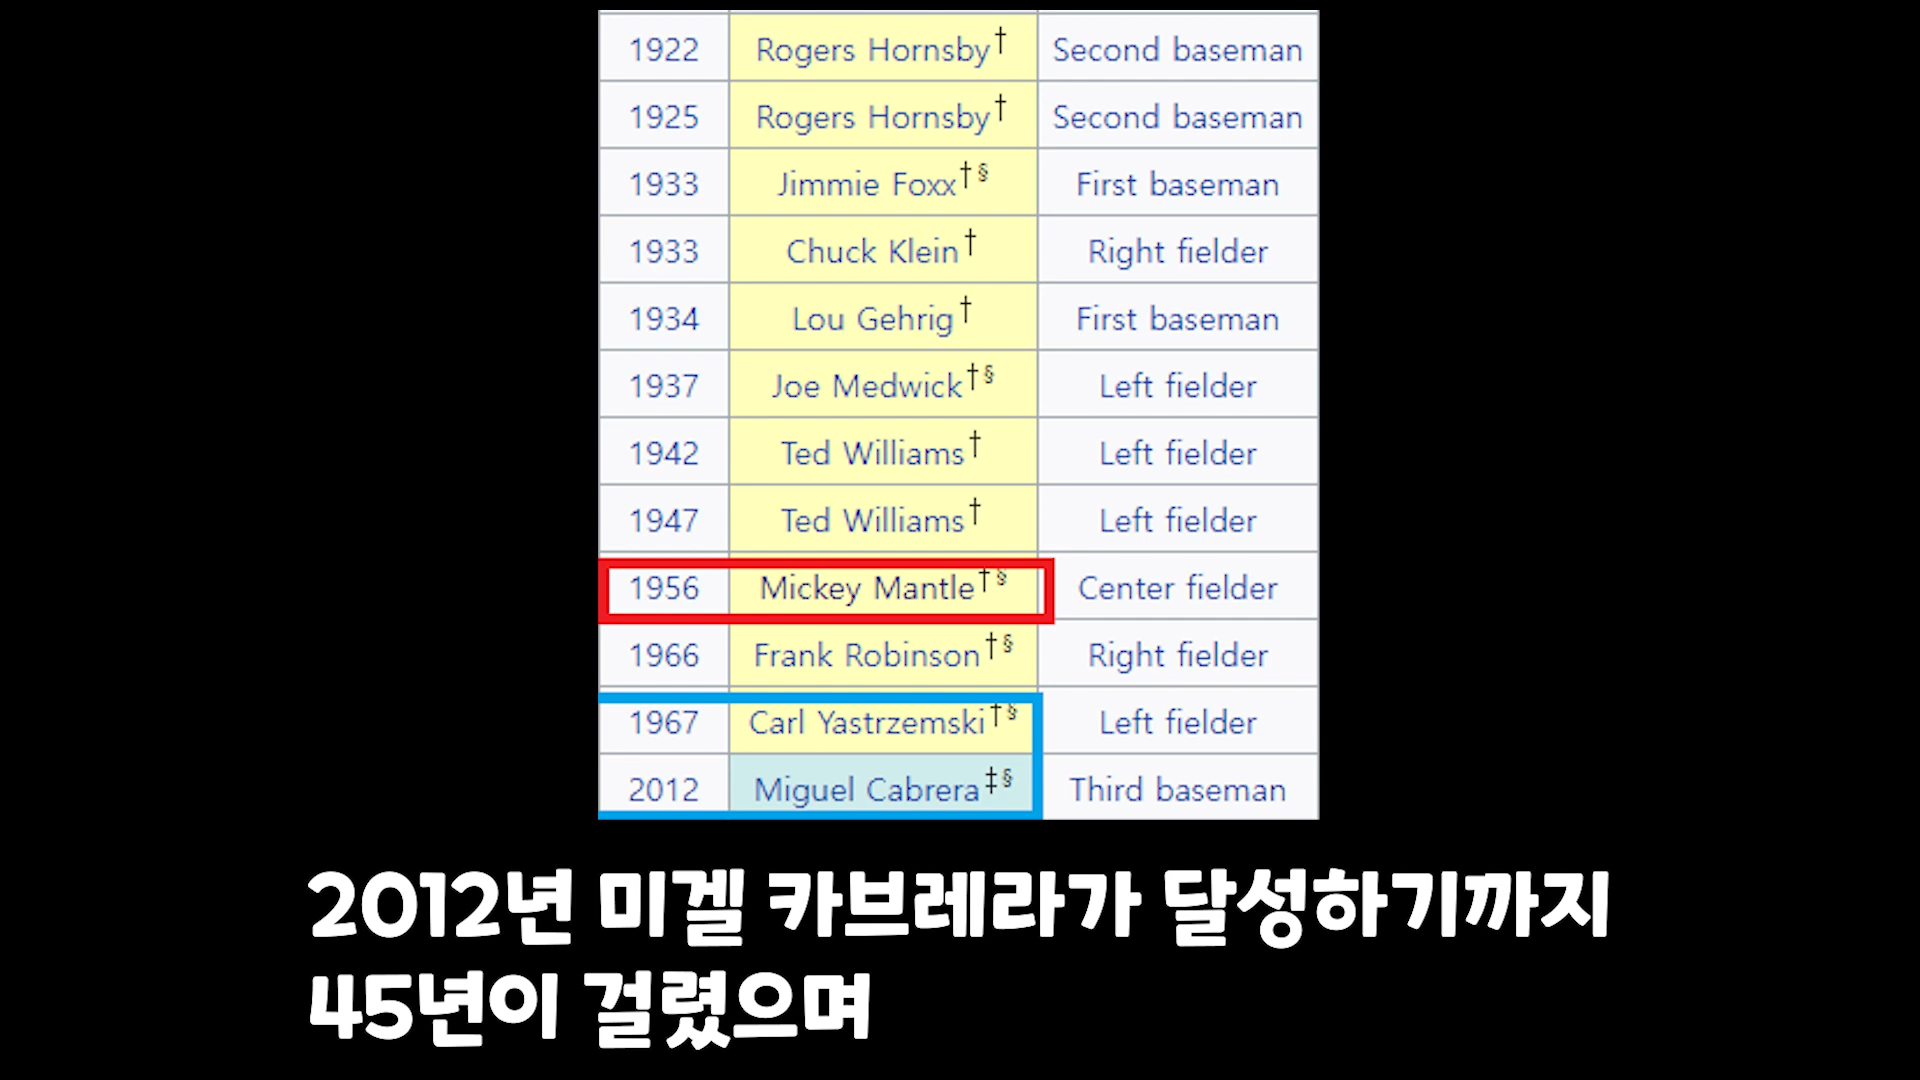 1922 Rogers Hornsby† Second baseman
1925 Rogers Hornsby† Second baseman
1933 Jimmie Foxx†§ First baseman
1933 Chuck Klein† Right fielder
1934 Lou Gehrig† First baseman
1937 Joe Medwick†§ Left fielder
1942 Ted Williams† Left fielder
1947 Ted Williams† Left fielder
1956 Mickey Mantle†§ Center fielder
1966 Frank Robinson†§ Right fielder
1967 Carl Yastrzemski†§ Left fielder
2012 Miguel Cabrera‡§ Third baseman
2012년 미겔 카브레라가 달성하기까지
45년이 걸렸으며